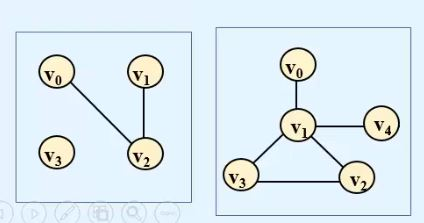 v₀ v₁
v₃ v₂
v₀
v₁ v₄
v₃ v₂